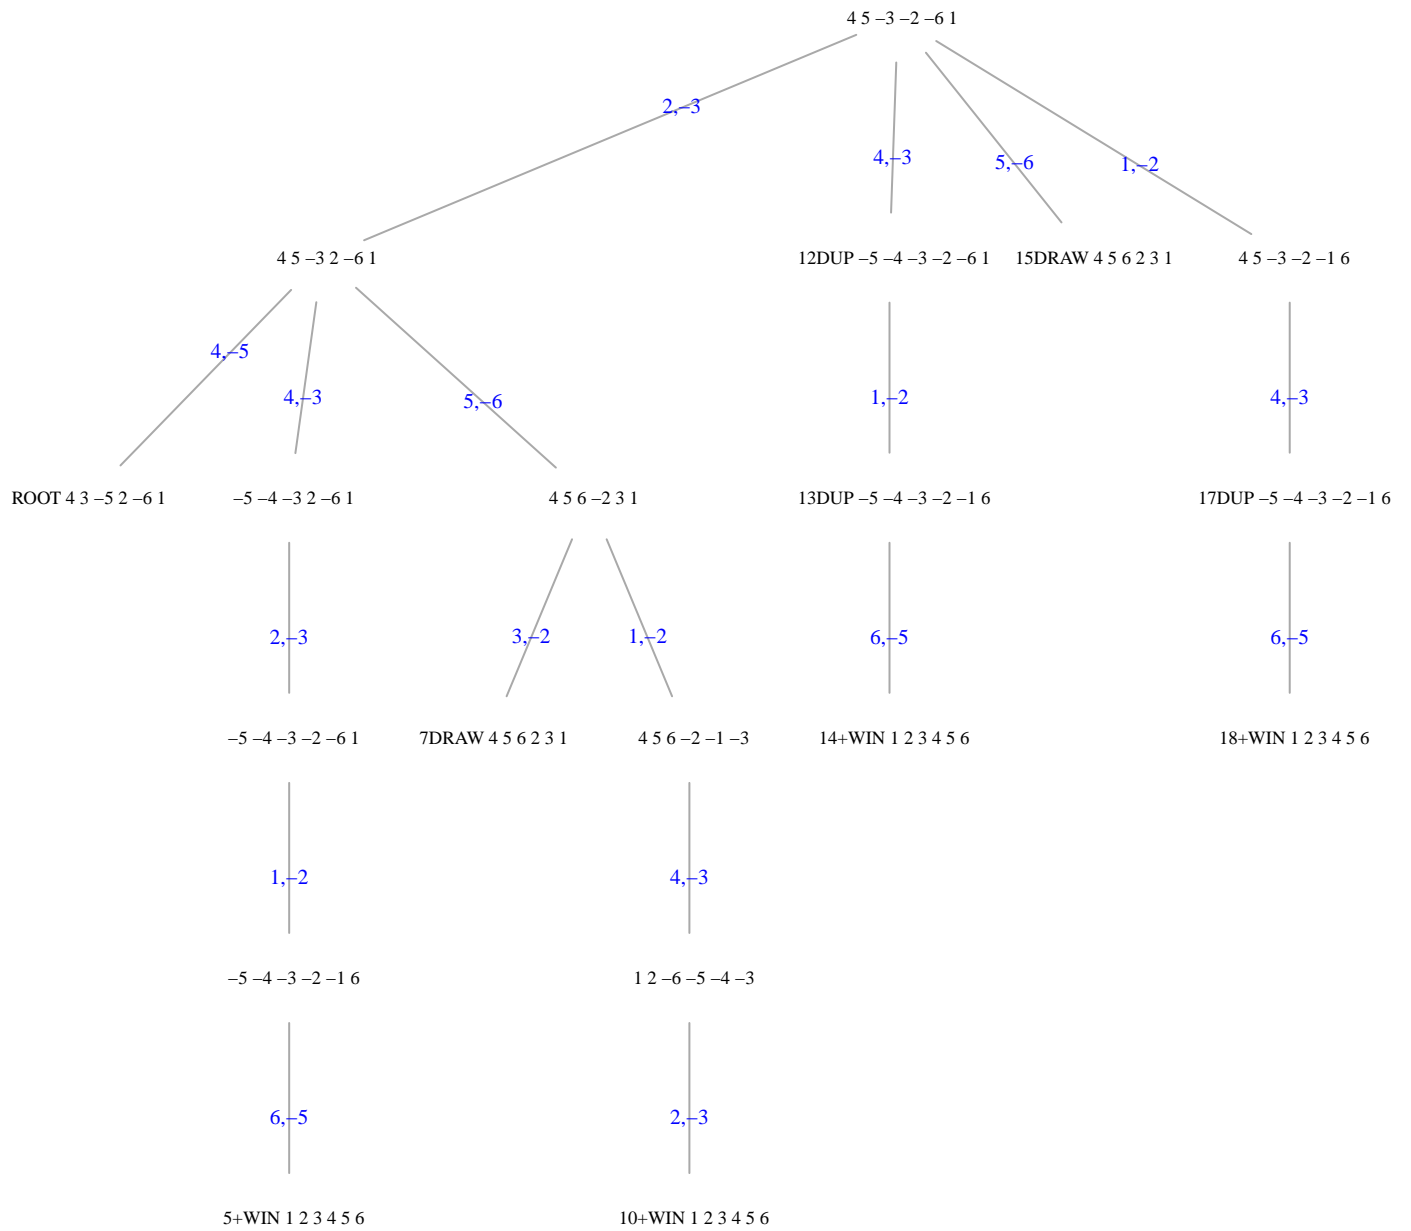 4 5 –3 –2 –6 1
2,–3
4,–3
5,–6
1,–2
4 5 –3 2 –6 1
12DUP –5 –4 –3 –2 –6 1
15DRAW 4 5 6 2 3 1
4 5 –3 –2 –1 6
4,–5
4,–3
5,–6
1,–2
4,–3
ROOT 4 3 –5 2 –6 1
–5 –4 –3 2 –6 1
4 5 6 –2 3 1
13DUP –5 –4 –3 –2 –1 6
17DUP –5 –4 –3 –2 –1 6
2,–3
3,–2
1,–2
6,–5
6,–5
–5 –4 –3 –2 –6 1
7DRAW 4 5 6 2 3 1
4 5 6 –2 –1 –3
14+WIN 1 2 3 4 5 6
18+WIN 1 2 3 4 5 6
1,–2
4,–3
–5 –4 –3 –2 –1 6
1 2 –6 –5 –4 –3
6,–5
2,–3
5+WIN 1 2 3 4 5 6
10+WIN 1 2 3 4 5 6